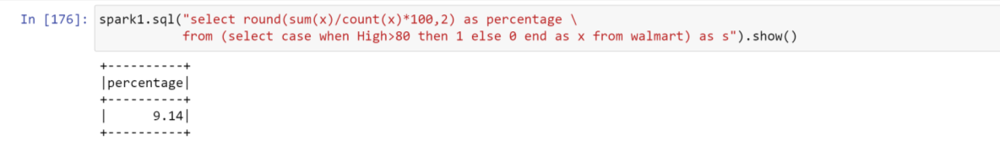 In [176]: spark1.sql("select round(sum(x)/count(x)*100,2) as percentage \
from (select case when High>80 then 1 else 0 end as x from walmart) as s").show()
+----------+
|percentage|
+----------+
|      9.14|
+----------+